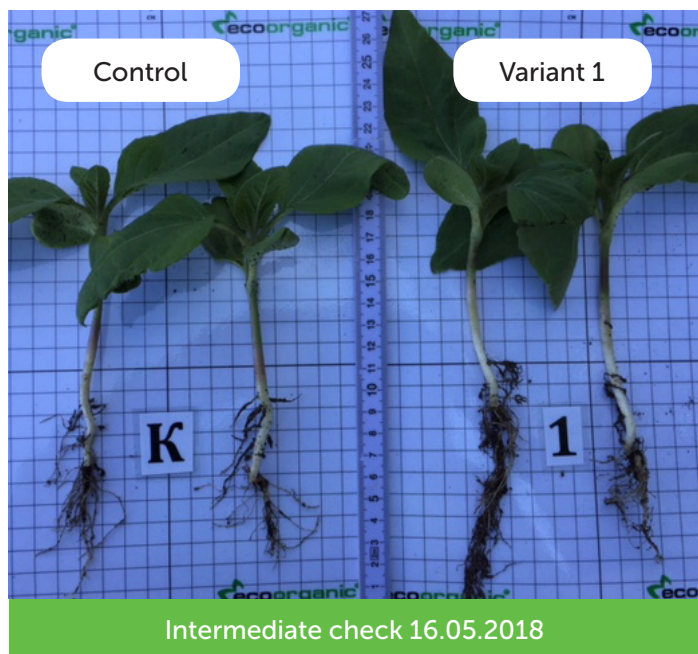 ecoorganic®
Control
Variant 1
К
1
ecoorganic®
Intermediate check 16.05.2018